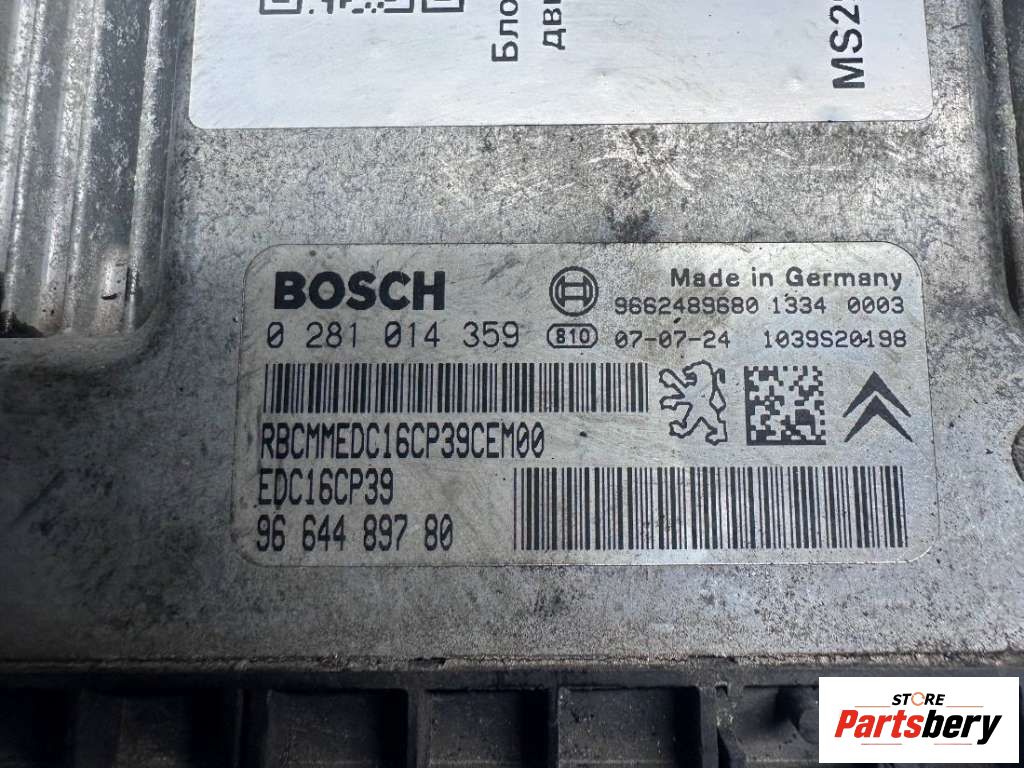 Бло
дви
MS2
BOSCH
Made in Germany
9662489680 1334 0003
0 281 014 359
810
07-07-24
1039S20198
RBCMMEDC16CP39CEM00
EDC16CP39
96 644 897 80
STORE
Partsbery